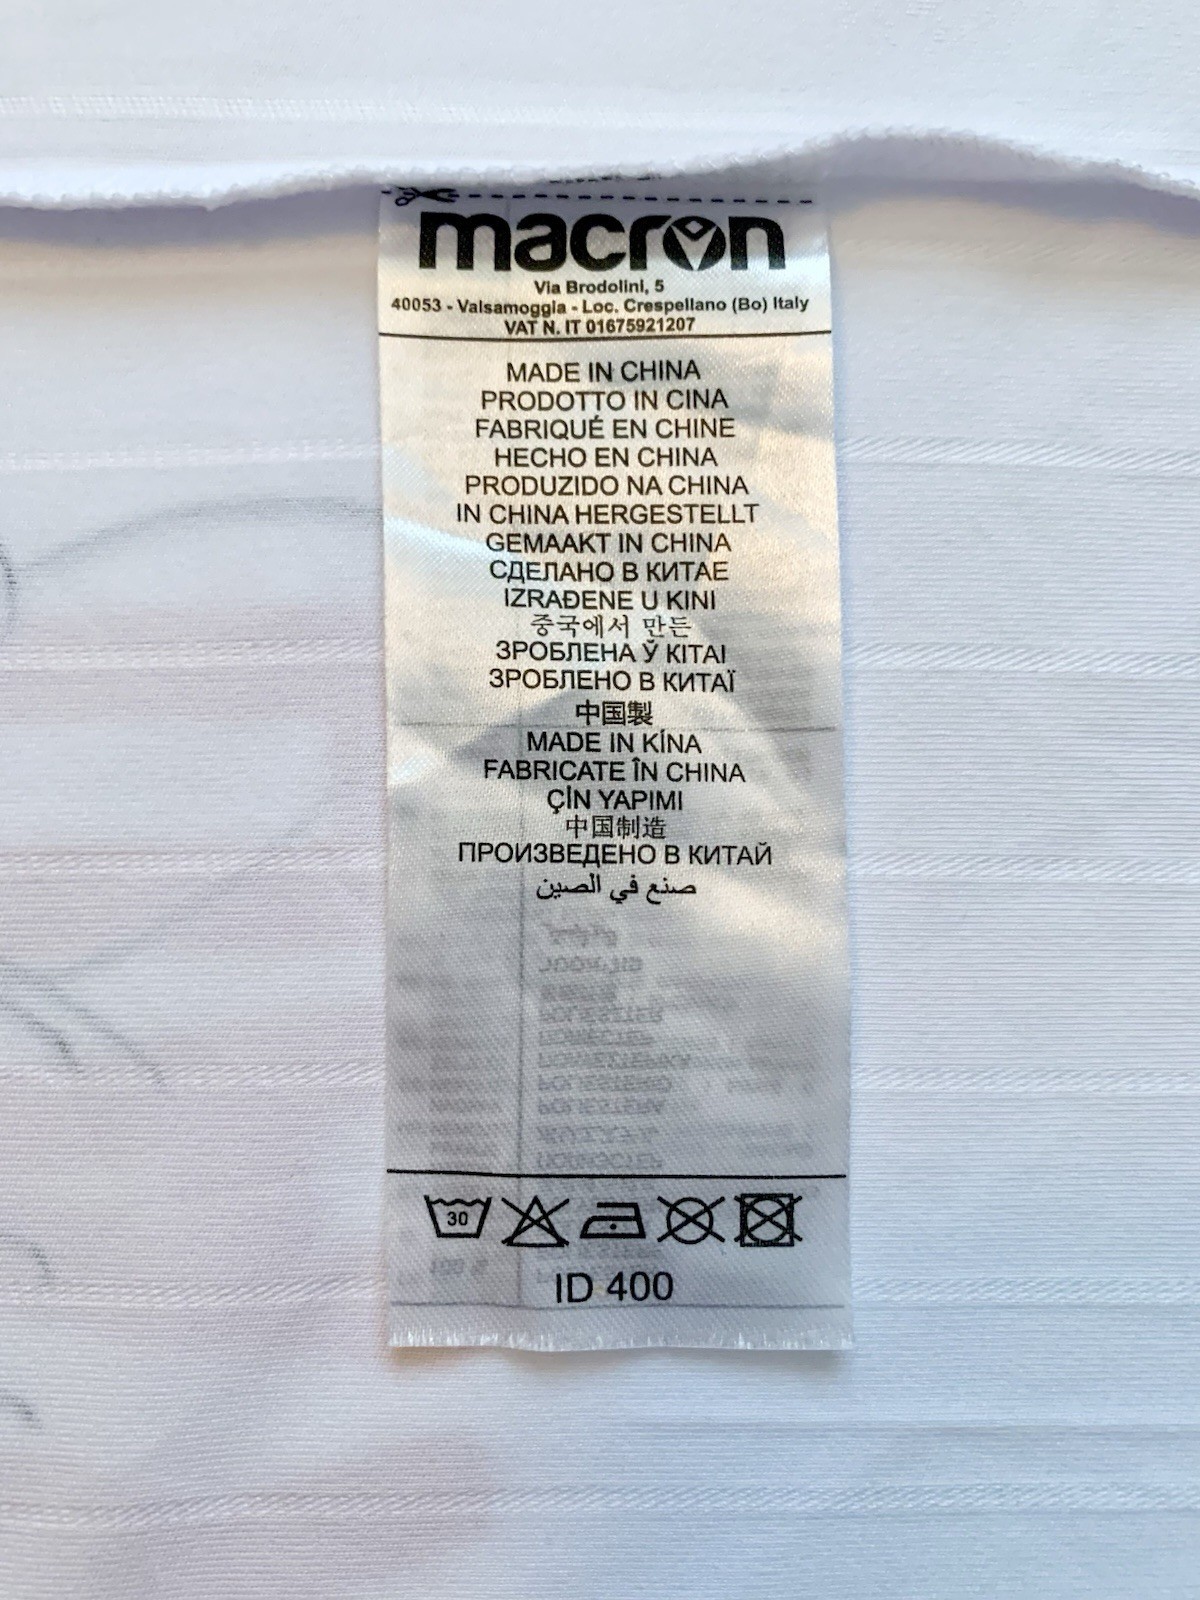 macron
Via Brodolini, 5
40053 - Valsamoggia - Loc. Crespellano (Bo) Italy
VAT N. IT 01675921207
MADE IN CHINA
PRODOTTO IN CINA
FABRIQUÉ EN CHINE
HECHO EN CHINA
PRODUZIDO NA CHINA
IN CHINA HERGESTELLT
GEMAAKT IN CHINA
СДЕЛАНО В КИТАЕ
IZRAĐENE U KINI
중국에서 만든
ЗРОБЛЕНА Ў КІТАІ
ЗРОБЛЕНО В КИТАЇ
中国製
MADE IN KÍNA
FABRICATE ÎN CHINA
ÇİN YAPIMI
中国制造
ПРОИЗВЕДЕНО В КИТАЙ
صنع في الصين
30
ID 400